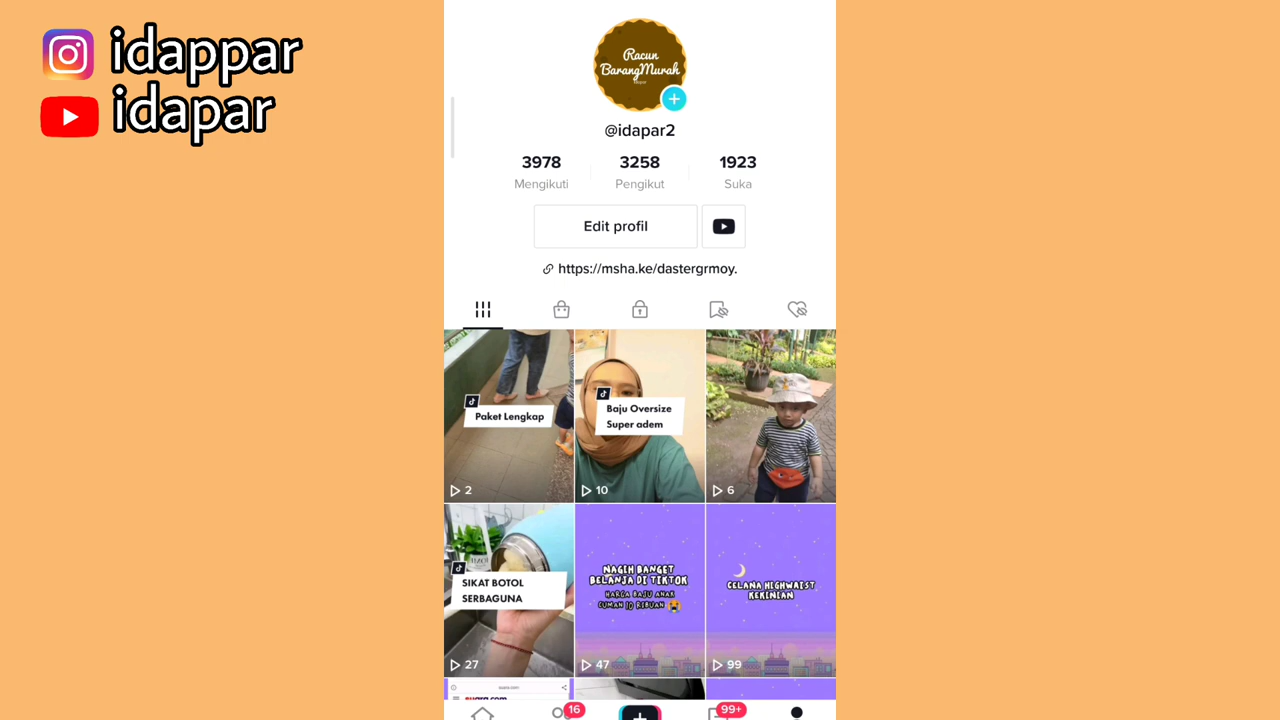 idappar
idapar
Racun
BarangMurah
@idapar2
3978
3258
1923
Mengikuti
Pengikut
Suka
Edit profil
https://msha.ke/dastergrmoy.
Paket Lengkap
Baju Oversize
Super adem
2
10
6
SIKAT BOTOL
SERBAGUNA
NAGIH BANGET
BELANJA DI TIKTOK
HARGA BAJU ANAK
CUMAN 10 RIBUAN
CELANA HIGHWAIST
KEKINIAN
27
47
99
suara.com
16
99+